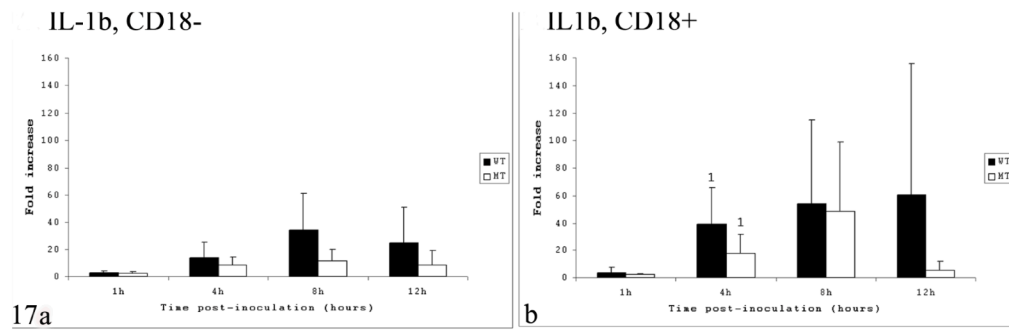 IL-1b, CD18-
160
140
120
100
80
60
40
20
0
Fold increase
1h 4h 8h 12h
Time post-inoculation (hours)
WT
MT
17a
IL1b, CD18+
160
140
120
100
80
60
40
20
0
Fold increase
1
1
1h 4h 8h 12h
Time post-inoculation (hours)
WT
MT
b